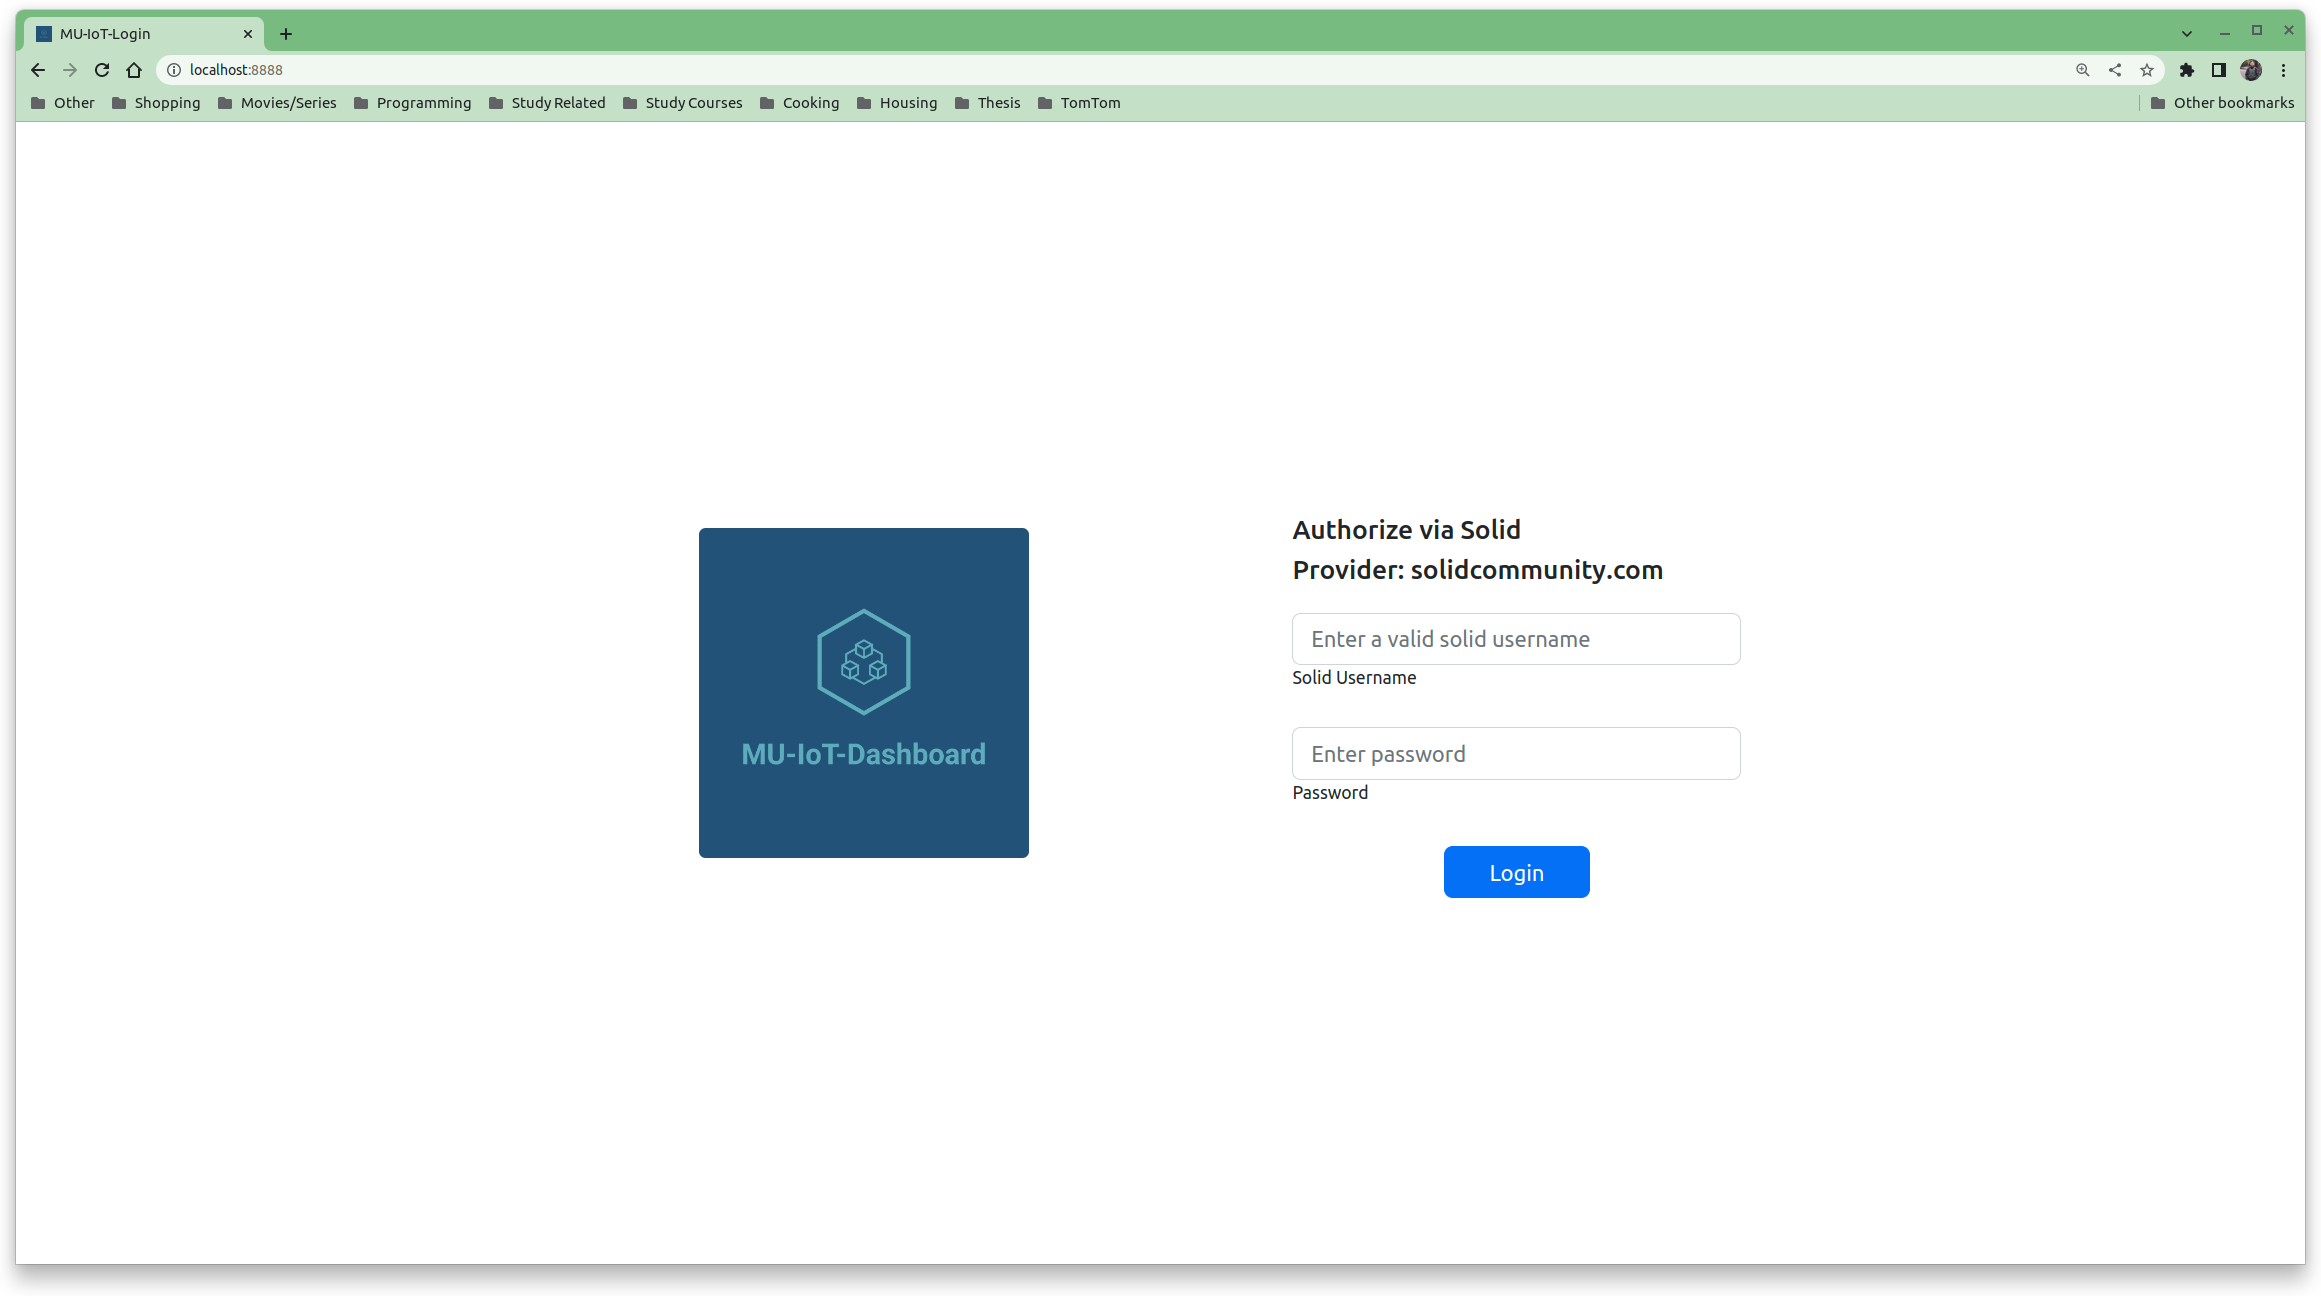 MU-IoT-Login
localhost:8888
Other Shopping Movies/Series Programming Study Related Study Courses Cooking Housing Thesis TomTom Other bookmarks
MU-IoT-Dashboard
Authorize via Solid
Provider: solidcommunity.com
Enter a valid solid username
Solid Username
Enter password
Password
Login